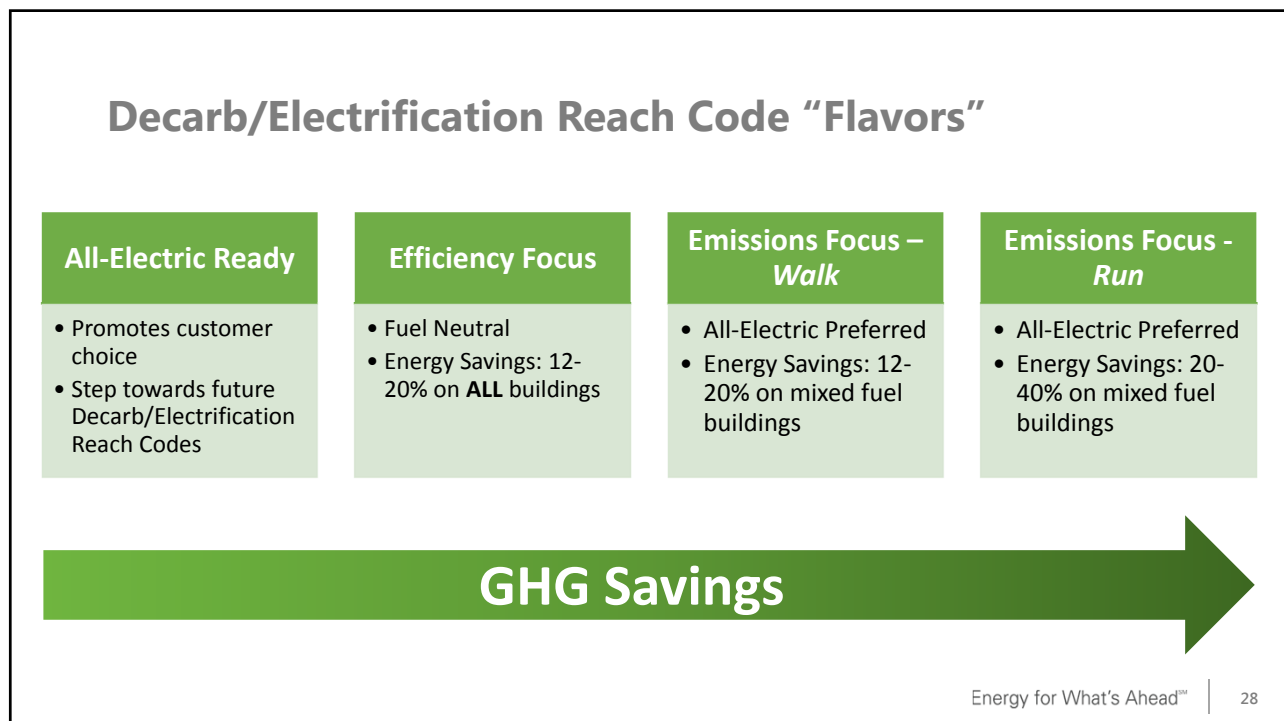 Decarb/Electrification Reach Code “Flavors”
All-Electric Ready
• Promotes customer
choice
• Step towards future
Decarb/Electrification
Reach Codes
Efficiency Focus
• Fuel Neutral
• Energy Savings: 12-
20% on ALL buildings
Emissions Focus –
Walk
• All-Electric Preferred
• Energy Savings: 12-
20% on mixed fuel
buildings
Emissions Focus -
Run
• All-Electric Preferred
• Energy Savings: 20-
40% on mixed fuel
buildings
GHG Savings
Energy for What's Ahead℠
28